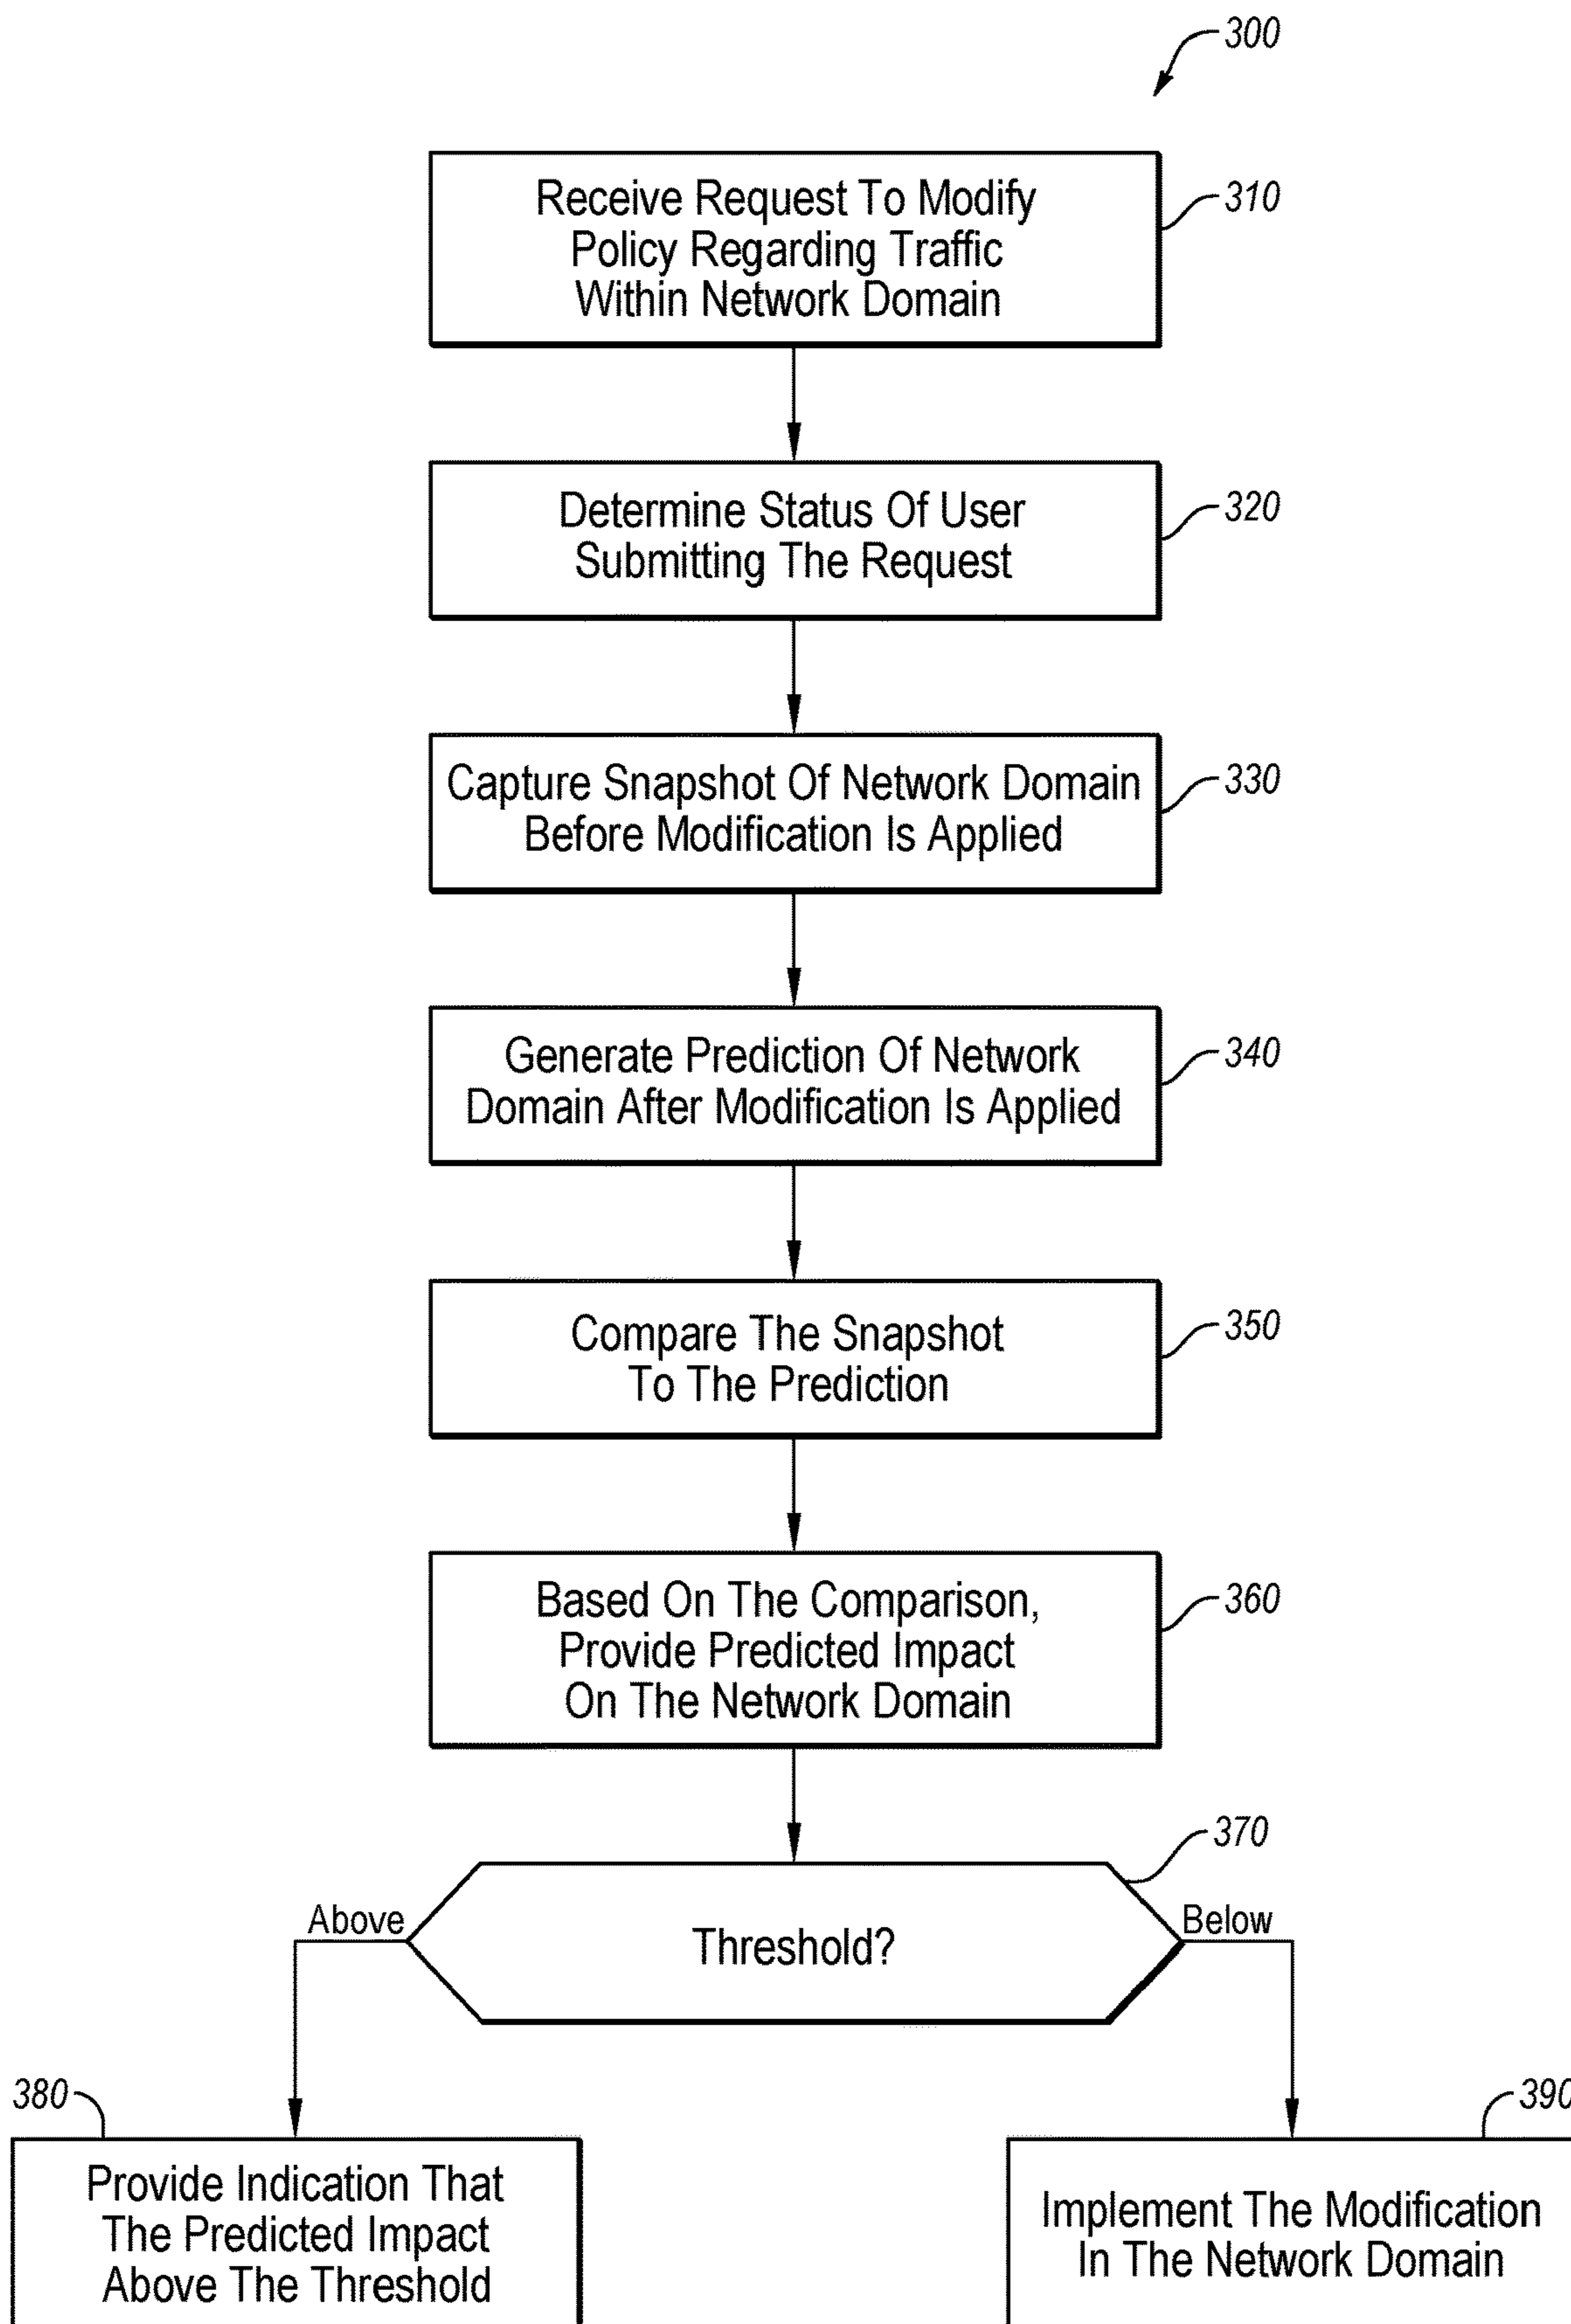 300
Receive Request To Modify
Policy Regarding Traffic
Within Network Domain
310
Determine Status Of User
Submitting The Request
320
Capture Snapshot Of Network Domain
Before Modification Is Applied
330
Generate Prediction Of Network
Domain After Modification Is Applied
340
Compare The Snapshot
To The Prediction
350
Based On The Comparison,
Provide Predicted Impact
On The Network Domain
360
370
Above
Threshold?
Below
380
Provide Indication That
The Predicted Impact
Above The Threshold
390
Implement The Modification
In The Network Domain